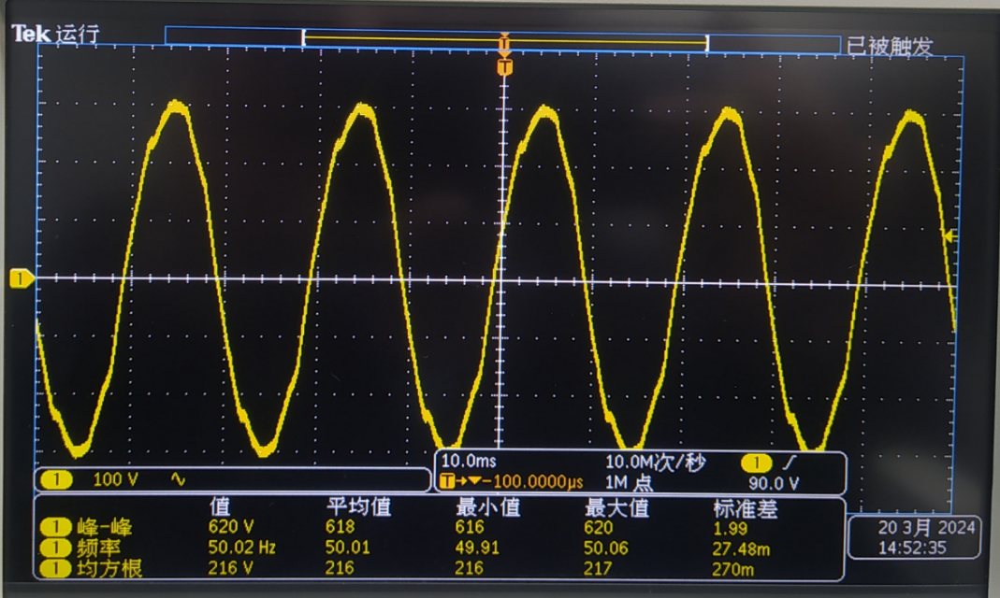 Tek 运行
已被触发
T
T
1
1 100 V ∿
10.0ms 10.0M次/秒 1 ∫
T→▼-100.0000µs 1M 点 90.0 V
值 平均值 最小值 最大值 标准差
1 峰-峰 620 V 618 616 620 1.99
1 频率 50.02 Hz 50.01 49.91 50.06 27.48m
1 均方根 216 V 216 216 217 270m
20 3月 2024
14:52:35